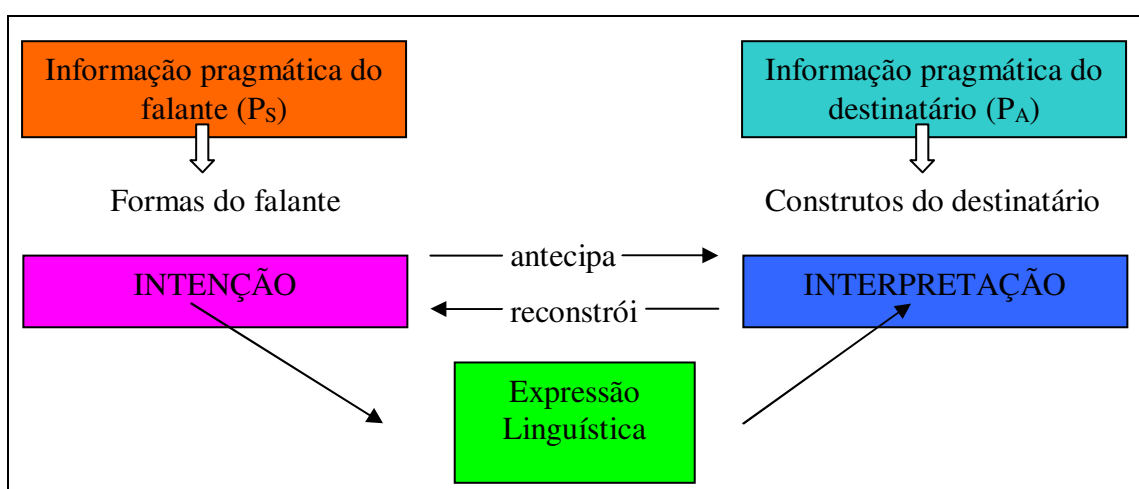 Informação pragmática do
falante (PS)
Informação pragmática do
destinatário (PA)
Formas do falante
Construtos do destinatário
antecipa
INTENÇÃO
INTERPRETAÇÃO
reconstrói
Expressão
Linguística